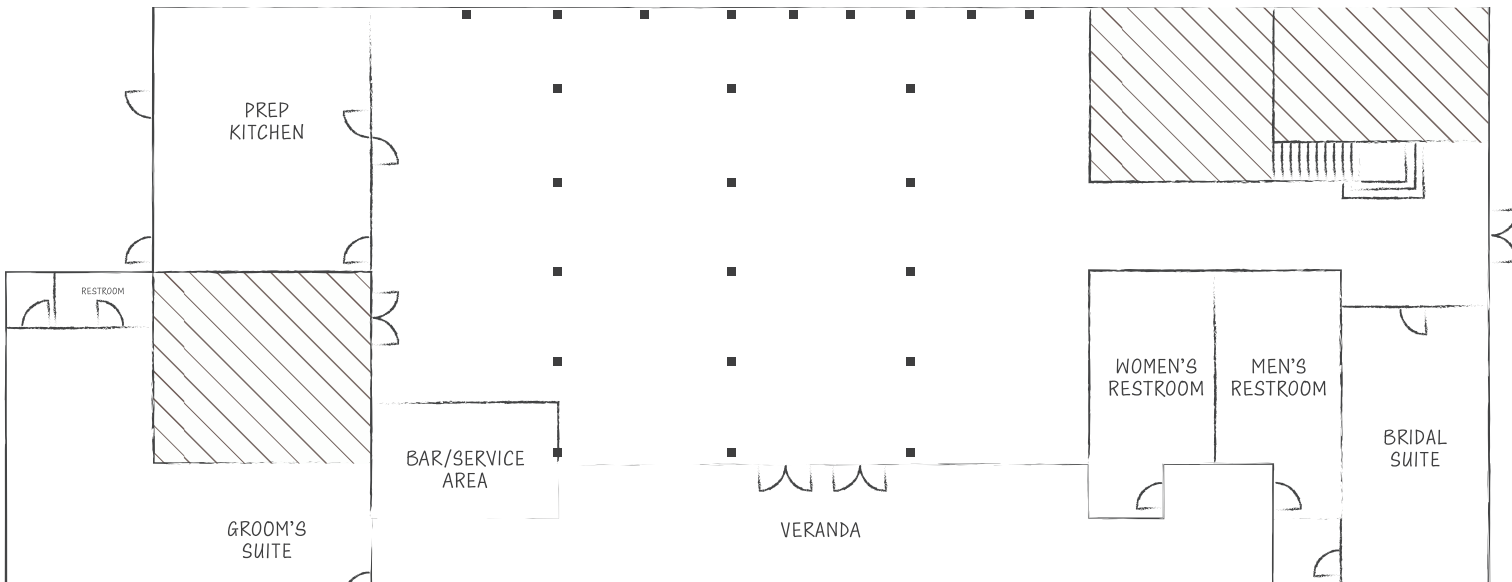 PREP
KITCHEN
RESTROOM
WOMEN'S
RESTROOM
MEN'S
RESTROOM
BRIDAL
SUITE
BAR/SERVICE
AREA
GROOM'S
SUITE
VERANDA